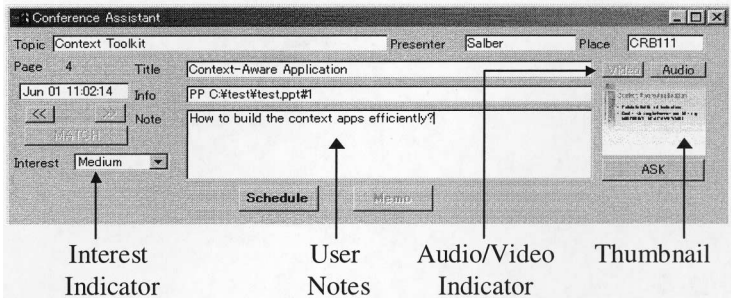 Conference Assistant
Topic Context Toolkit Presenter Salber Place CRB111
Page 4 Title Context-Aware Application Video Audio
Jun 01 11:02:14 Info PP C:¥test¥test.ppt#1
<< >> Note How to build the context apps efficiently?
MATCH
Interest Medium
ASK
Schedule Memo
Interest Indicator
User Notes
Audio/Video Indicator
Thumbnail